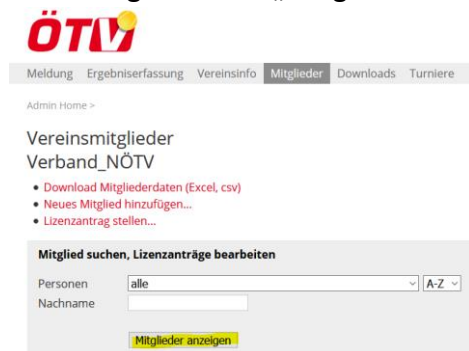 ÖTV
Meldung Ergebniserfassung Vereinsinfo Mitglieder Downloads Turniere
Admin Home >
Vereinsmitglieder
Verband_NÖTV
• Download Mitgliederdaten (Excel, csv)
• Neues Mitglied hinzufügen...
• Lizenzantrag stellen...
Mitglied suchen, Lizenzanträge bearbeiten
Personen alle A-Z
Nachname
Mitglieder anzeigen